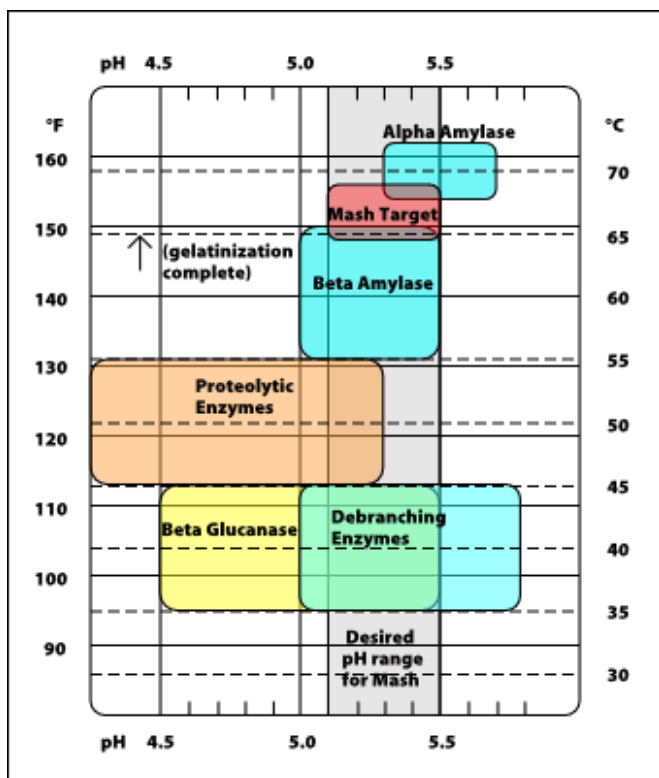 pH 4.5 5.0 5.5
°F °C
Alpha Amylase
160 70
Mash Target
150 65
(gelatinization
complete)
Beta Amylase
140 60
130 55
Proteolytic
Enzymes
120 50
110 45
Beta Glucanase Debranching
Enzymes
40
100
35
Desired
90 pH range
for Mash 30
pH 4.5 5.0 5.5